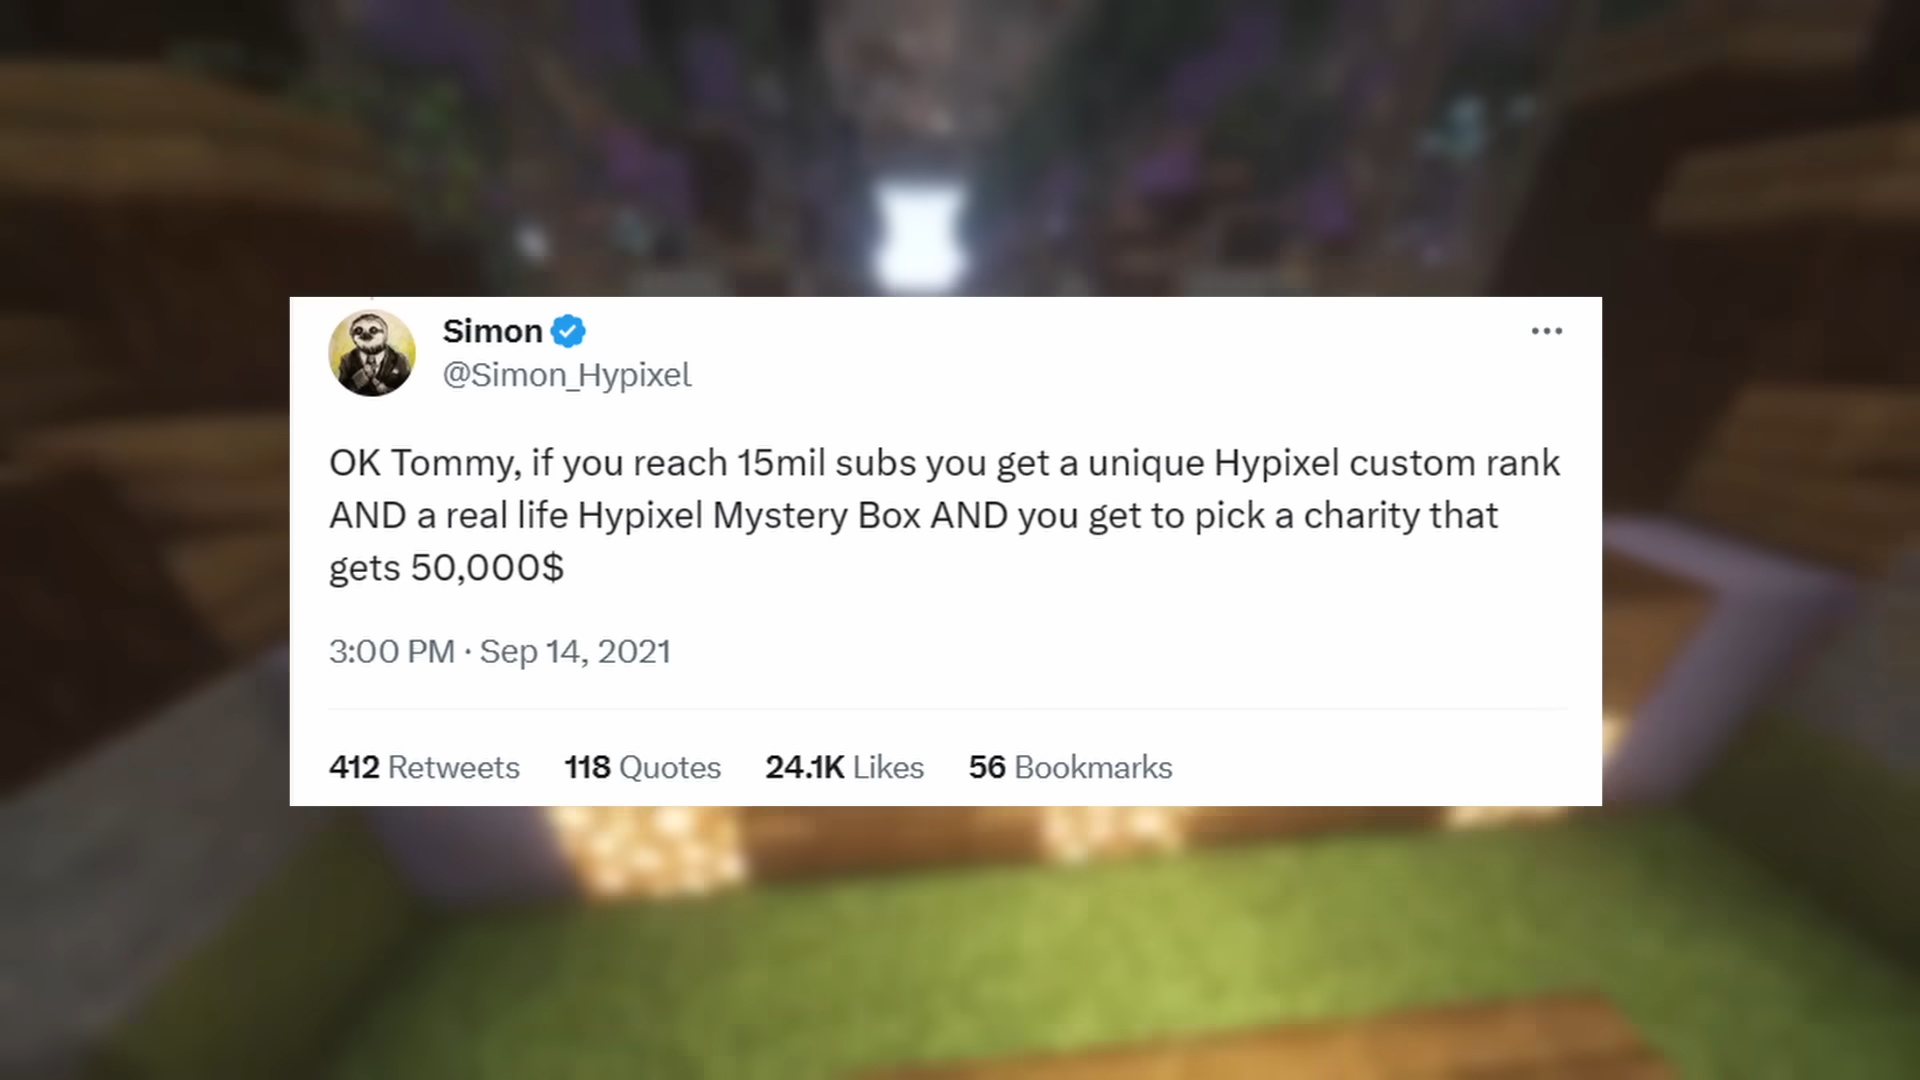 Simon
@Simon_Hypixel
OK Tommy, if you reach 15mil subs you get a unique Hypixel custom rank
AND a real life Hypixel Mystery Box AND you get to pick a charity that
gets 50,000$
3:00 PM · Sep 14, 2021
412 Retweets 118 Quotes 24.1K Likes 56 Bookmarks